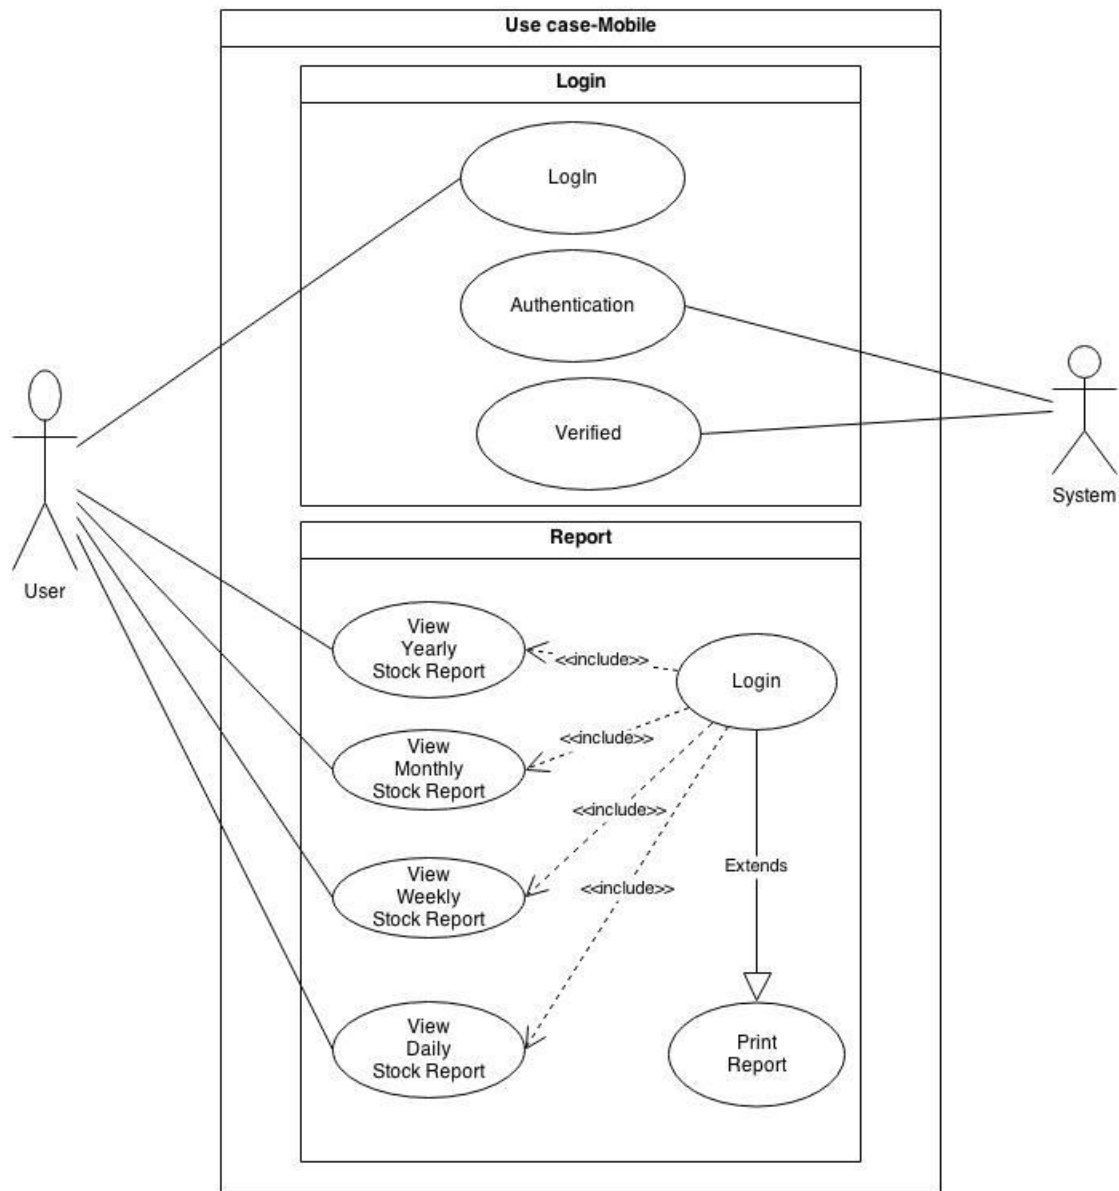 Use case-Mobile
Login
LogIn
Authentication
Verified
User
System
Report
View
Yearly
Stock Report
<<include>>
Login
View
Monthly
Stock Report
<<include>>
View
Weekly
Stock Report
<<include>>
<<include>>
Extends
View
Daily
Stock Report
Print
Report